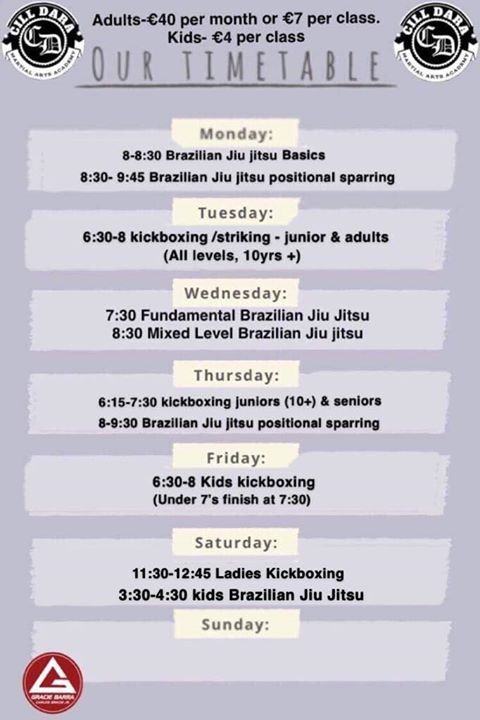 Adults-€40 per month or €7 per class.
Kids- €4 per class
CILL DARA
CD
MARTIAL ARTS ACADEMY
CILL DARA
CD
MARTIAL ARTS ACADEMY
OUR TIMETABLE
Monday:
8-8:30 Brazilian Jiu jitsu Basics
8:30- 9:45 Brazilian Jiu jitsu positional sparring
Tuesday:
6:30-8 kickboxing /striking - junior & adults
(All levels, 10yrs +)
Wednesday:
7:30 Fundamental Brazilian Jiu Jitsu
8:30 Mixed Level Brazilian Jiu jitsu
Thursday:
6:15-7:30 kickboxing juniors (10+) & seniors
8-9:30 Brazilian Jiu jitsu positional sparring
Friday:
6:30-8 Kids kickboxing
(Under 7's finish at 7:30)
Saturday:
11:30-12:45 Ladies Kickboxing
3:30-4:30 kids Brazilian Jiu Jitsu
Sunday:
GRACIE BARRA
CARLOS GRACIE JR.